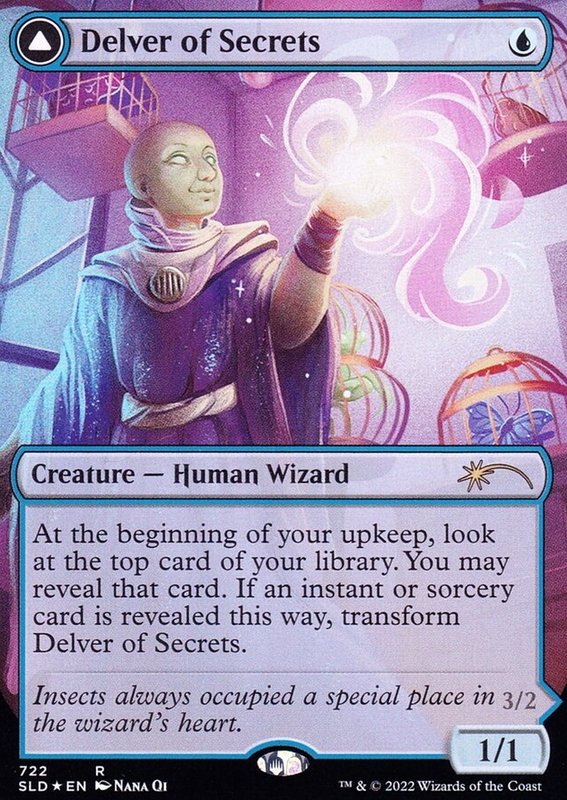 Delver of Secrets
Creature — Human Wizard
At the beginning of your upkeep, look
at the top card of your library. You may
reveal that card. If an instant or sorcery
card is revealed this way, transform
Delver of Secrets.
Insects always occupied a special place in
the wizard's heart.
3/2
1/1
722 R
SLD ★ EN Nana Qi
™ & © 2022 Wizards of the Coast